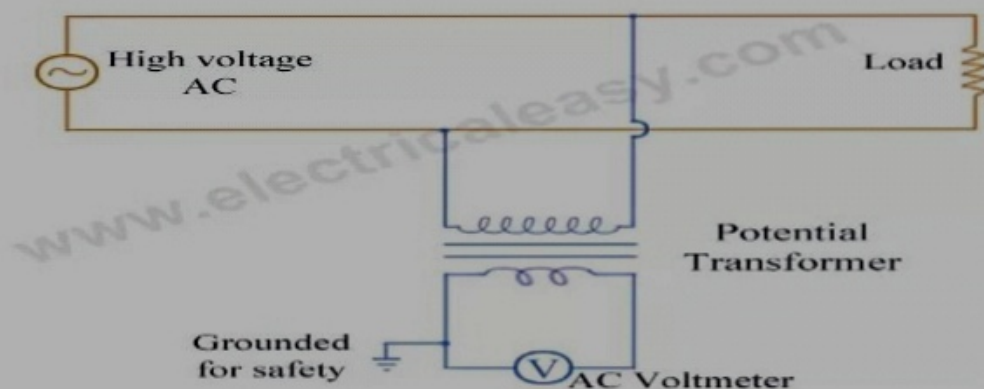 High voltage
AC
Load
www.electricaleasy.com
Potential
Transformer
Grounded
for safety
V
AC Voltmeter